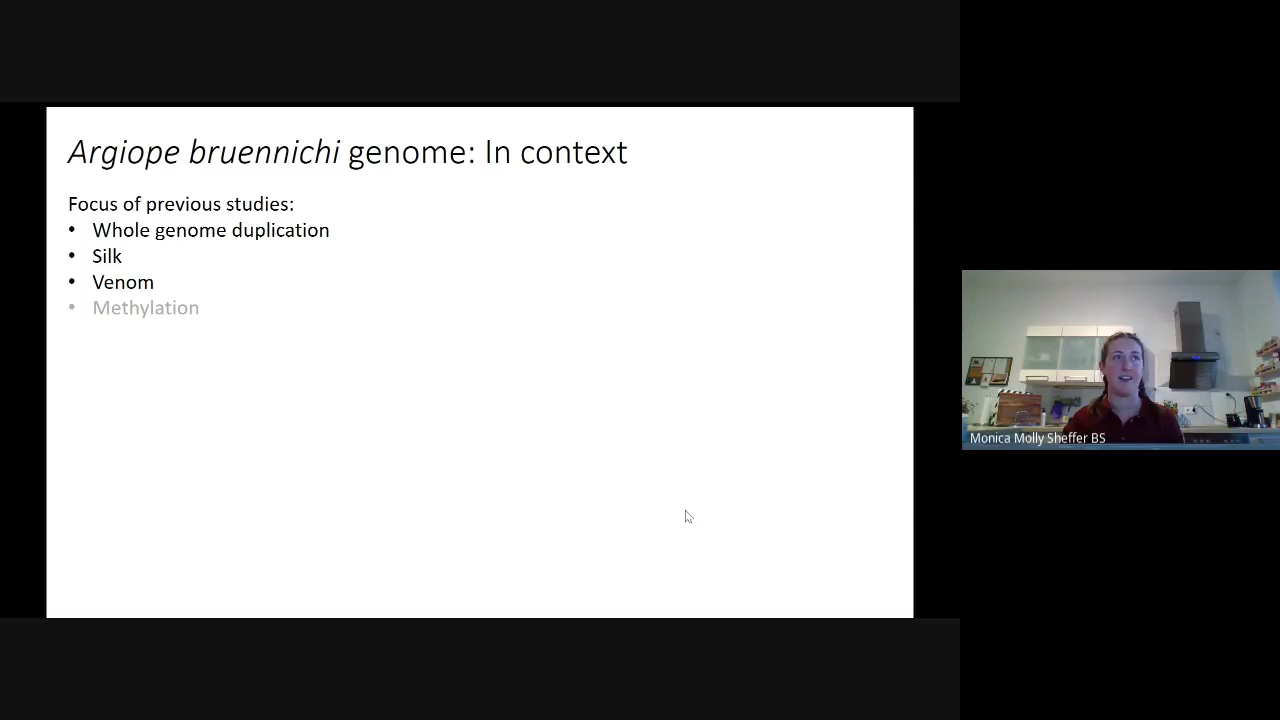 Argiope bruennichi genome: In context
Focus of previous studies:
• Whole genome duplication
• Silk
• Venom
• Methylation
Monica Molly Sheffer BS